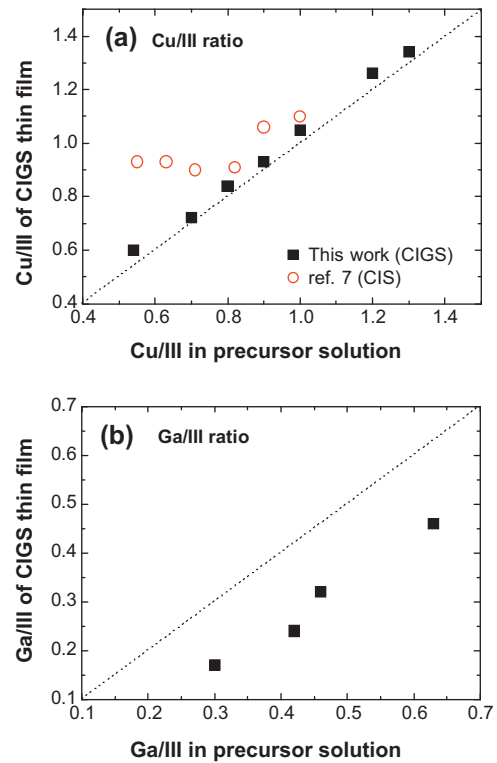 (a) Cu/III ratio
Cu/III of CIGS thin film
1.4
1.2
1.0
0.8
0.6
0.4
This work (CIGS)
ref. 7 (CIS)
0.4 0.6 0.8 1.0 1.2 1.4
Cu/III in precursor solution
(b) Ga/III ratio
Ga/III of CIGS thin film
0.7
0.6
0.5
0.4
0.3
0.2
0.1
0.1 0.2 0.3 0.4 0.5 0.6 0.7
Ga/III in precursor solution